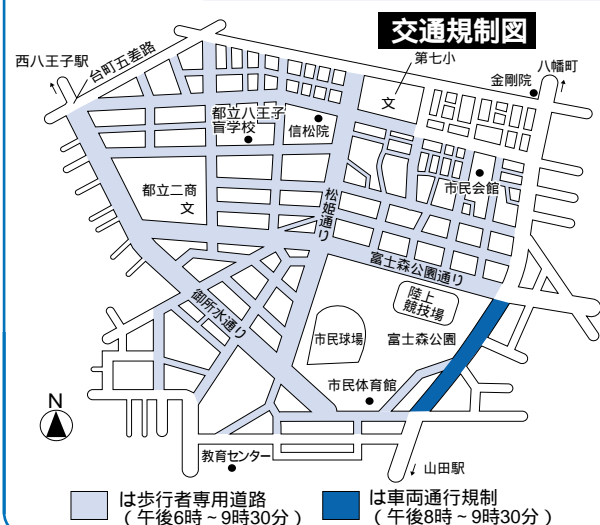 交通規制図
西八王子駅
台町五差路
第七小
文
金剛院
八幡町
都立八王子
盲学校
信松院
市民会館
都立二商
文
松姫通り
富士森公園通り
御所水通り
陸上
競技場
市民球場
富士森公園
市民体育館
N
教育センター
山田駅
は歩行者専用道路
(午後6時~9時30分)
は車両通行規制
(午後8時~9時30分)